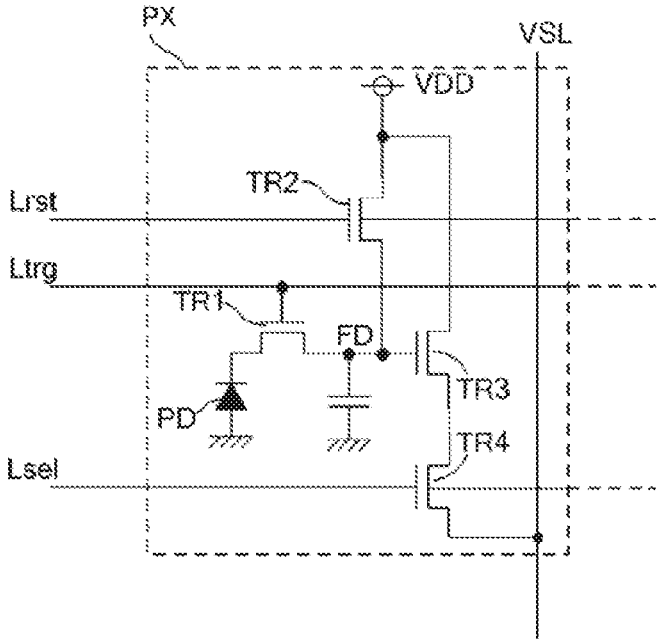 PX
VSL
VDD
TR2
Lrst
Ltrg
TR1
FD
TR3
PD
TR4
Lsel